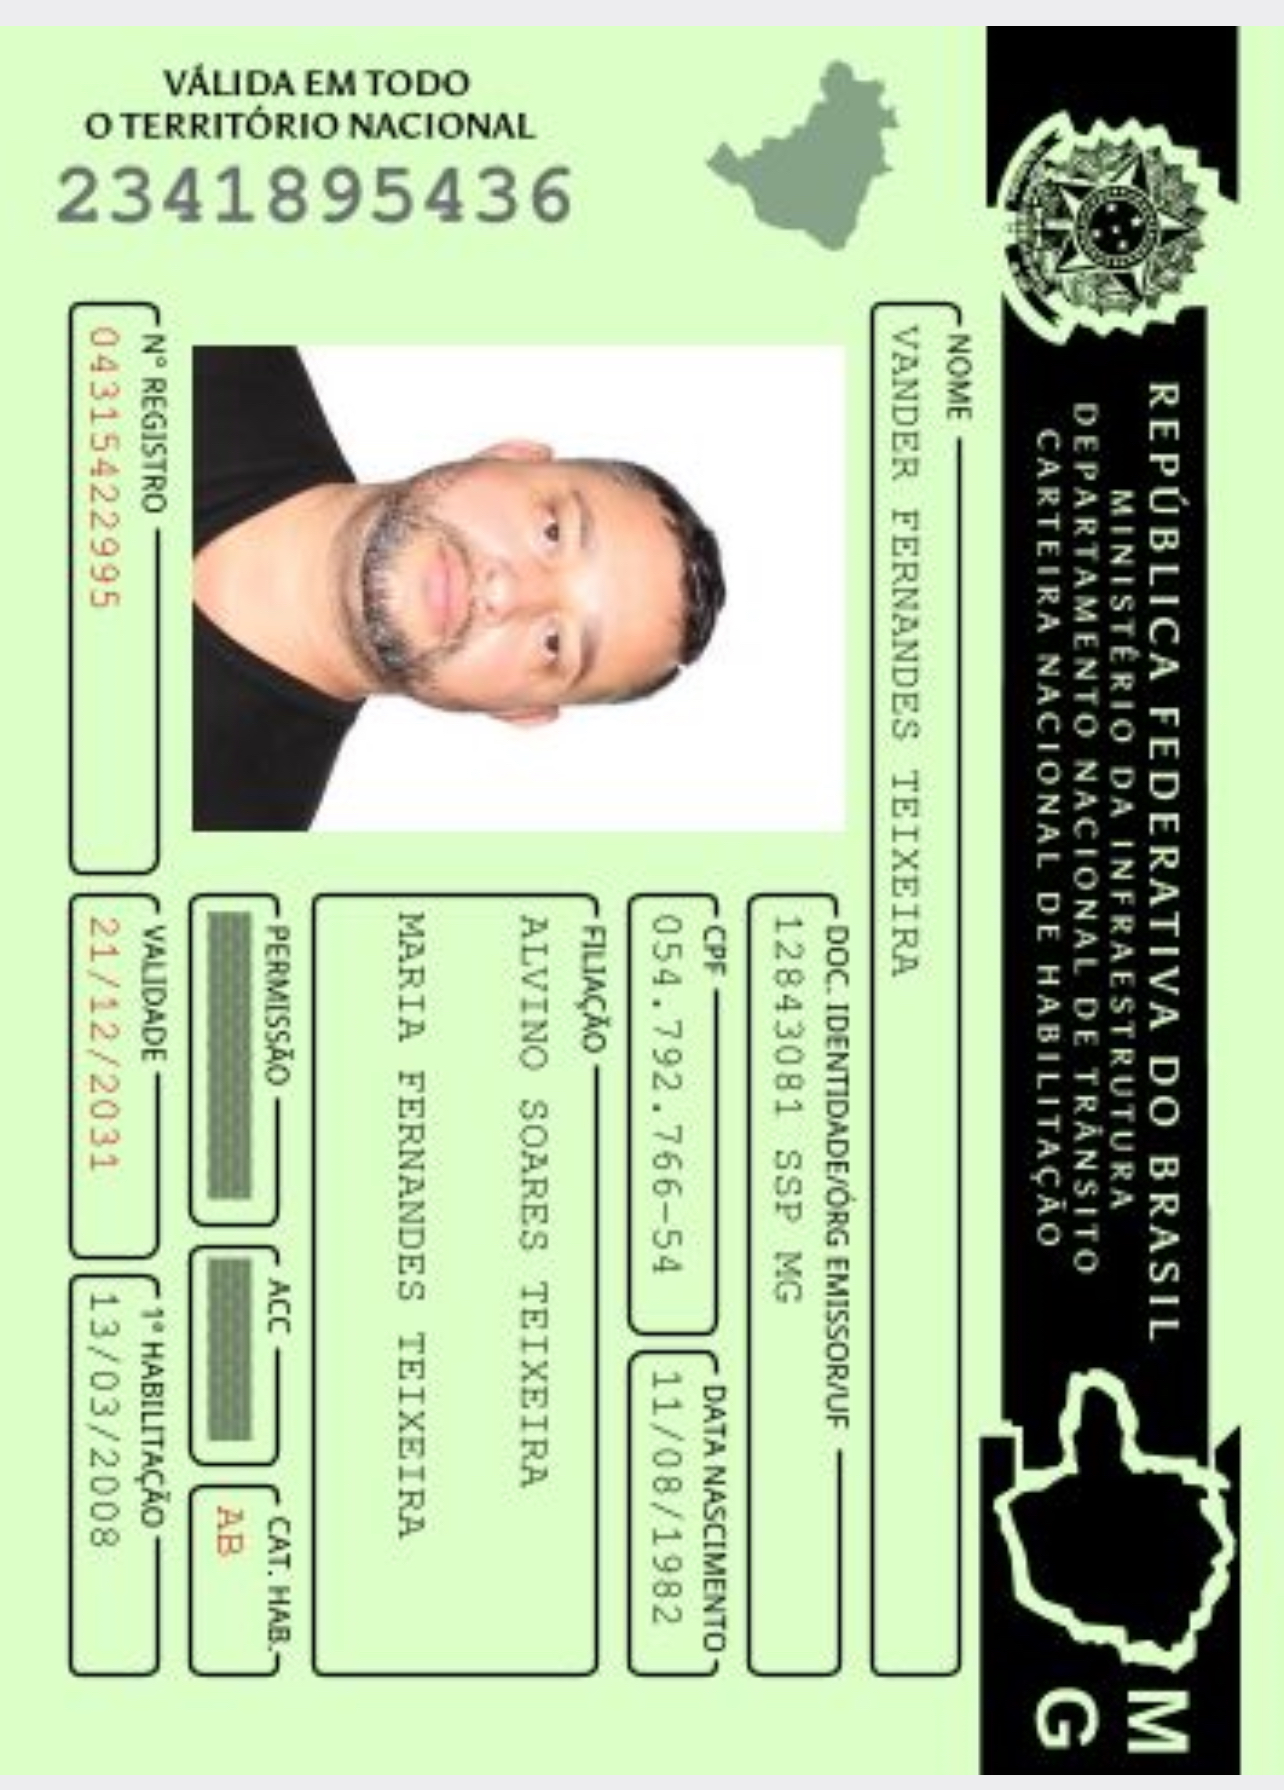 REPÚBLICA FEDERATIVA DO BRASIL
MINISTÉRIO DA INFRAESTRUTURA
DEPARTAMENTO NACIONAL DE TRÂNSITO
CARTEIRA NACIONAL DE HABILITAÇÃO
M
G
VÁLIDA EM TODO
O TERRITÓRIO NACIONAL
2341895436
NOME
VANDER FERNANDES TEIXEIRA
DOC. IDENTIDADE/ÓRG EMISSOR/UF
12843081 SSP MG
CPF
054.792.766-54
DATA NASCIMENTO
11/08/1982
FILIAÇÃO
ALVINO SOARES TEIXEIRA
MARIA FERNANDES TEIXEIRA
PERMISSÃO
ACC
CAT. HAB.
AB
Nº REGISTRO
04315422995
VALIDADE
21/12/2031
1ª HABILITAÇÃO
13/03/2008